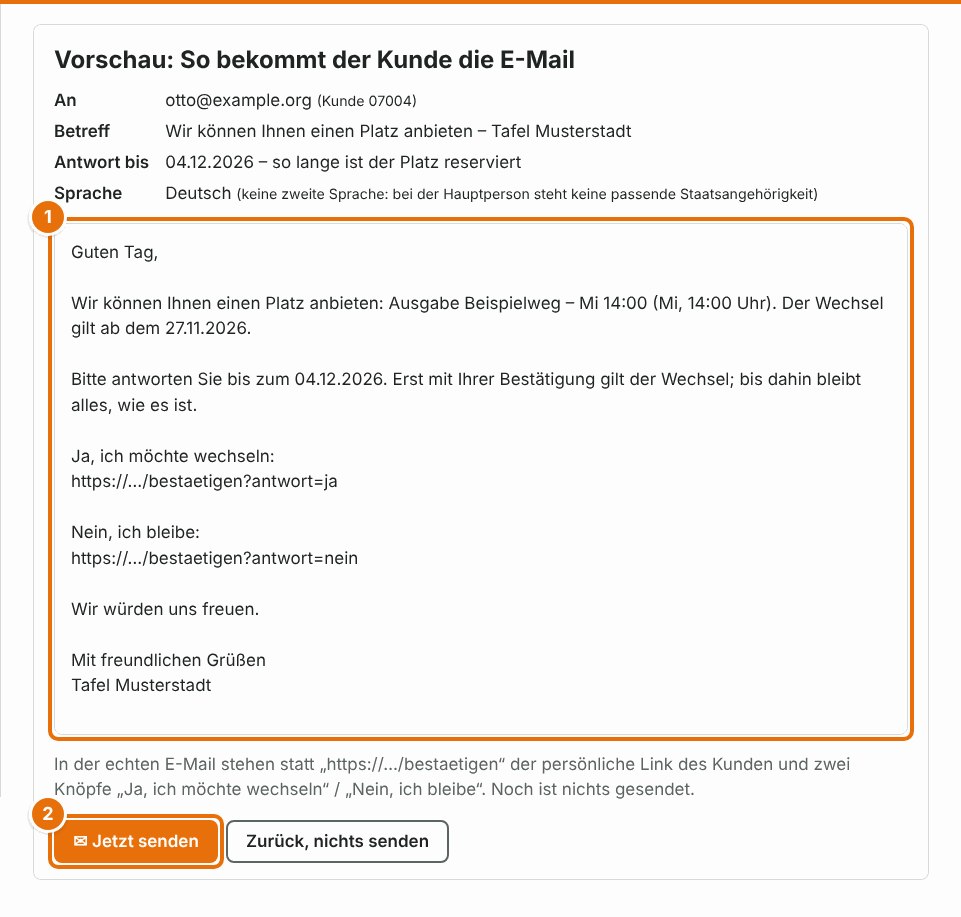 Vorschau: So bekommt der Kunde die E-Mail
An otto@example.org (Kunde 07004)
Betreff Wir können Ihnen einen Platz anbieten – Tafel Musterstadt
Antwort bis 04.12.2026 – so lange ist der Platz reserviert
Sprache Deutsch (keine zweite Sprache: bei der Hauptperson steht keine passende Staatsangehörigkeit)
1
Guten Tag,
Wir können Ihnen einen Platz anbieten: Ausgabe Beispielweg – Mi 14:00 (Mi, 14:00 Uhr). Der Wechsel
gilt ab dem 27.11.2026.
Bitte antworten Sie bis zum 04.12.2026. Erst mit Ihrer Bestätigung gilt der Wechsel; bis dahin bleibt
alles, wie es ist.
Ja, ich möchte wechseln:
https://.../bestaetigen?antwort=ja
Nein, ich bleibe:
https://.../bestaetigen?antwort=nein
Wir würden uns freuen.
Mit freundlichen Grüßen
Tafel Musterstadt
In der echten E-Mail stehen statt „https://.../bestaetigen“ der persönliche Link des Kunden und zwei
Knöpfe „Ja, ich möchte wechseln“ / „Nein, ich bleibe“. Noch ist nichts gesendet.
2
✉ Jetzt senden Zurück, nichts senden